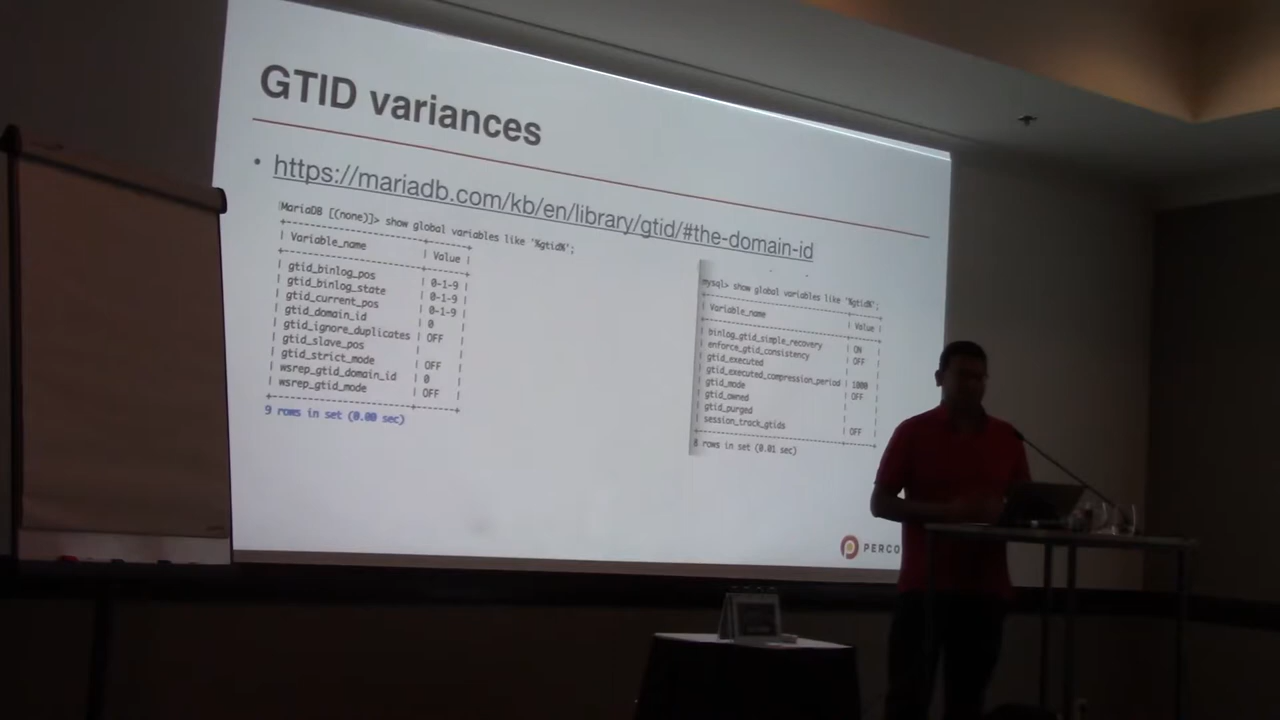 GTID variances
• https://mariadb.com/kb/en/library/gtid/#the-domain-id
MariaDB [(none)]> show global variables like '%gtid%';
| Variable_name | Value |
| gtid_binlog_pos | 0-1-9 |
| gtid_binlog_state | 0-1-9 |
| gtid_current_pos | 0-1-9 |
| gtid_domain_id | 0 |
| gtid_ignore_duplicates | OFF |
| gtid_slave_pos | |
| gtid_strict_mode | OFF |
| wsrep_gtid_domain_id | 0 |
| wsrep_gtid_mode | OFF |
9 rows in set (0.00 sec)
mysql> show global variables like '%gtid%';
| Variable_name | Value |
| binlog_gtid_simple_recovery | ON |
| enforce_gtid_consistency | OFF |
| gtid_executed | |
| gtid_executed_compression_period | 1000 |
| gtid_mode | OFF |
| gtid_owned | |
| gtid_purged | |
| session_track_gtids | OFF |
8 rows in set (0.01 sec)
PERCO